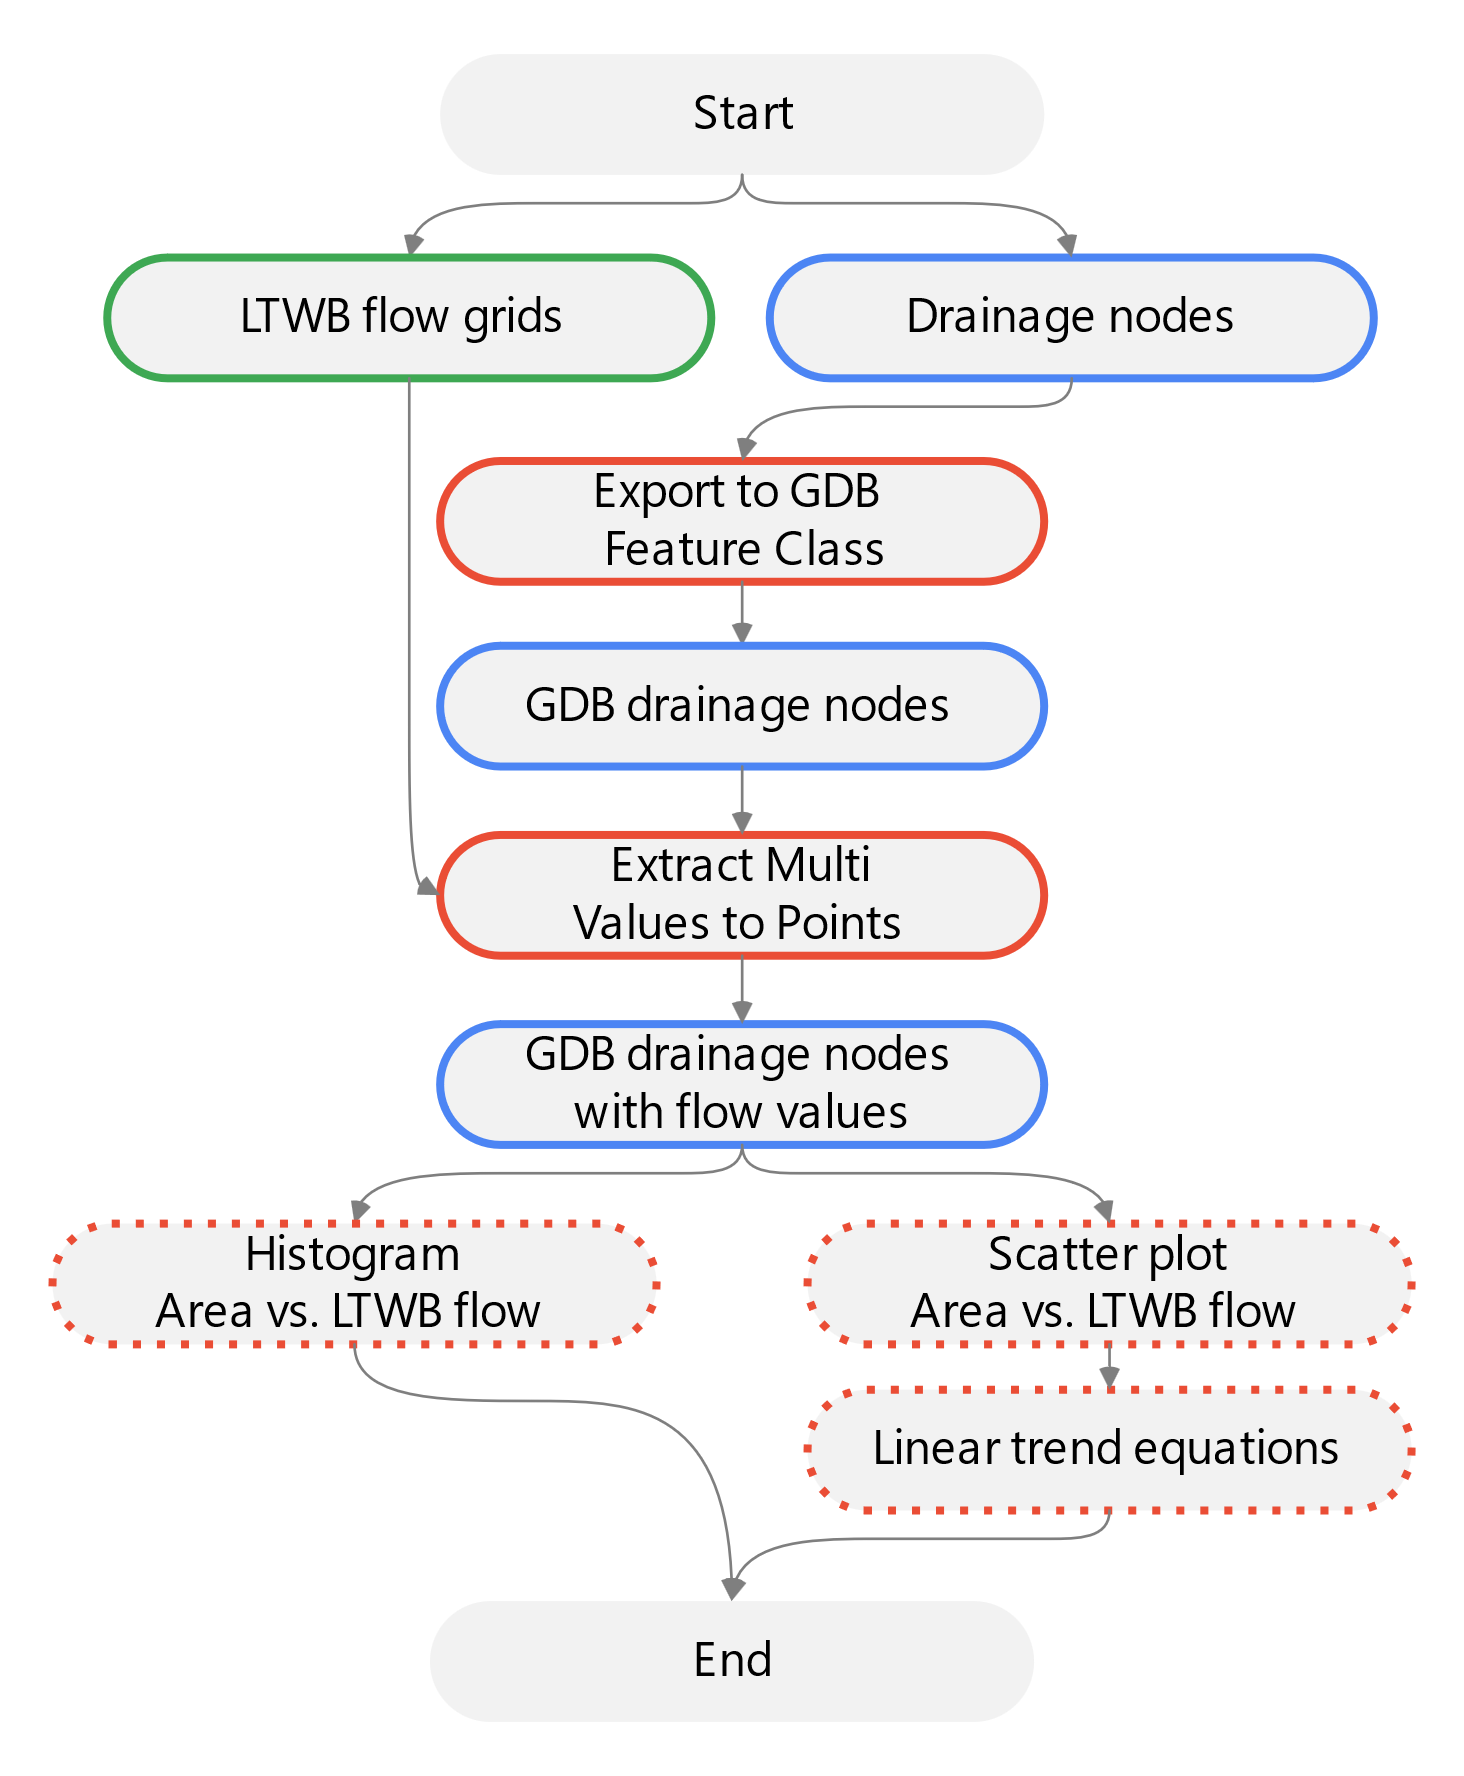 Start
LTWB flow grids
Drainage nodes
Export to GDB
Feature Class
GDB drainage nodes
Extract Multi
Values to Points
GDB drainage nodes
with flow values
Histogram
Area vs. LTWB flow
Scatter plot
Area vs. LTWB flow
Linear trend equations
End